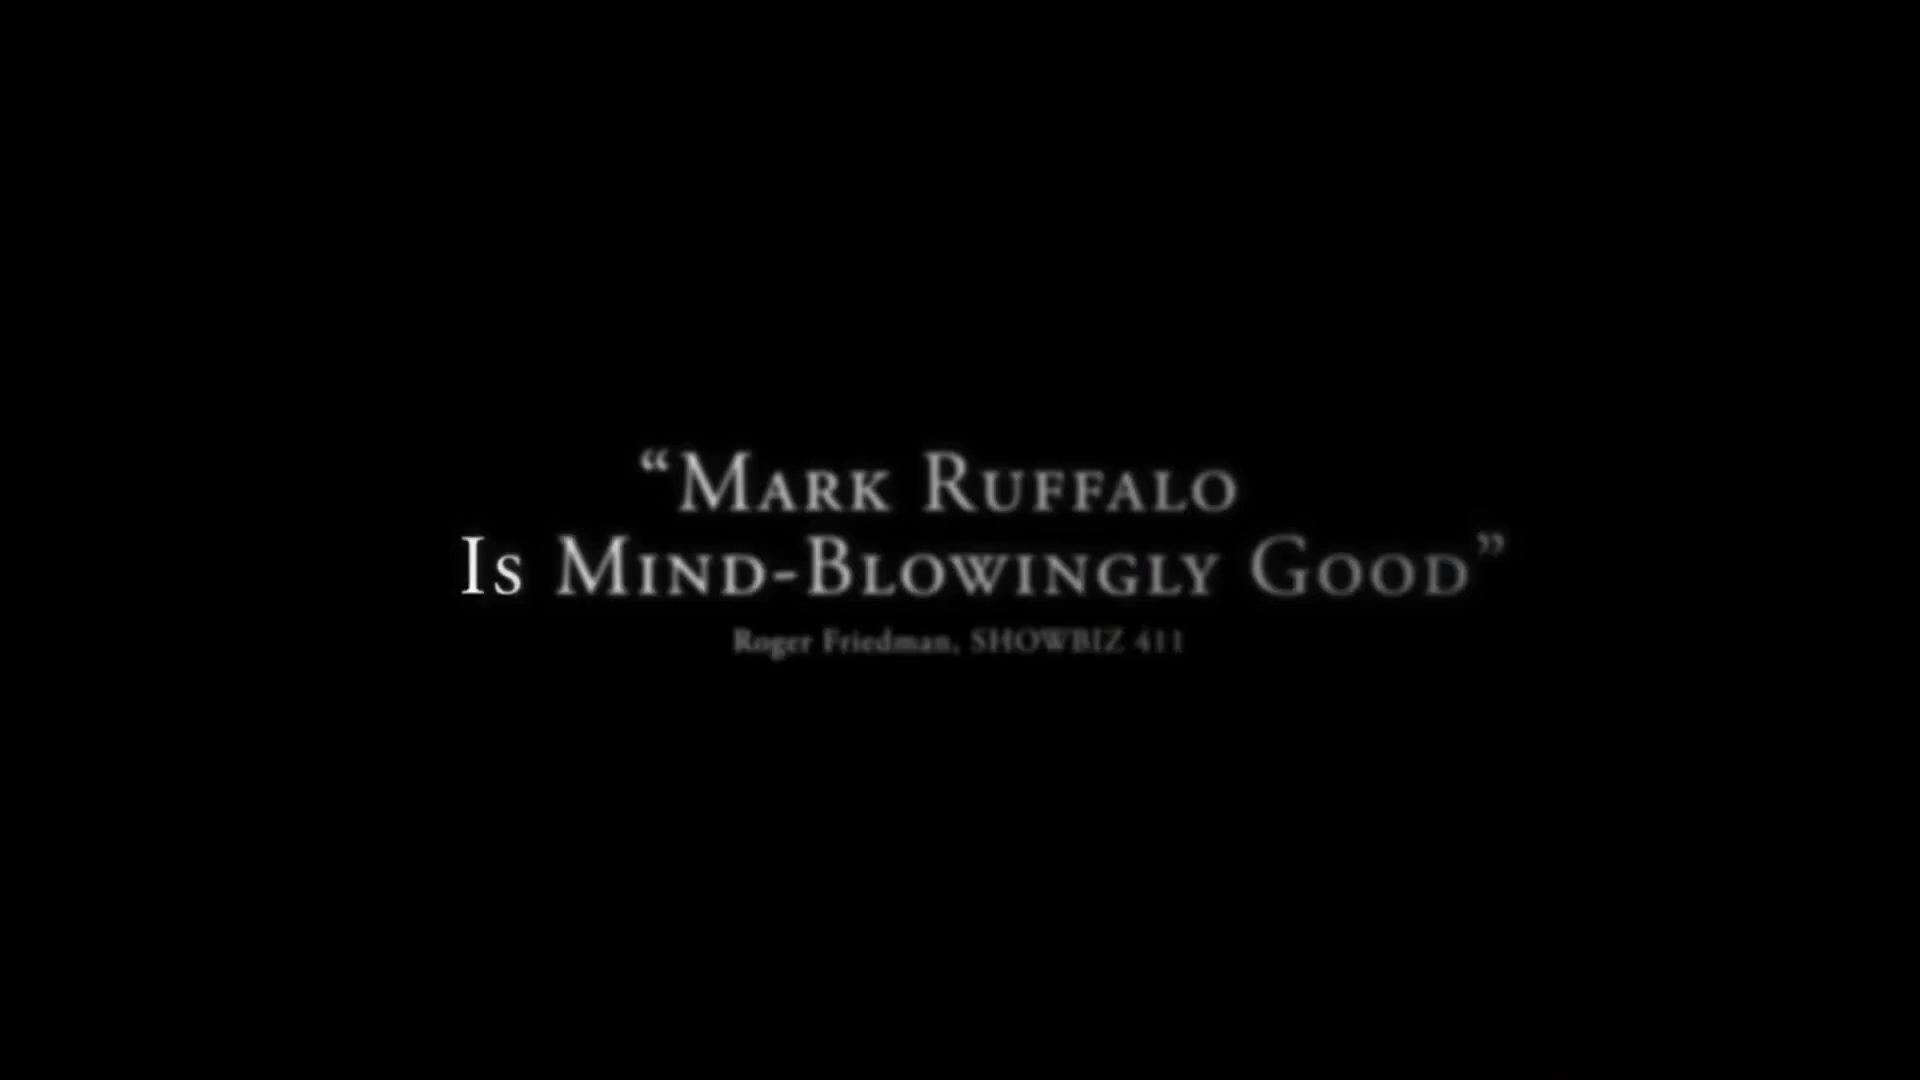 “Mark Ruffalo
Is Mind-Blowingly Good”
Roger Friedman, SHOWBIZ 411